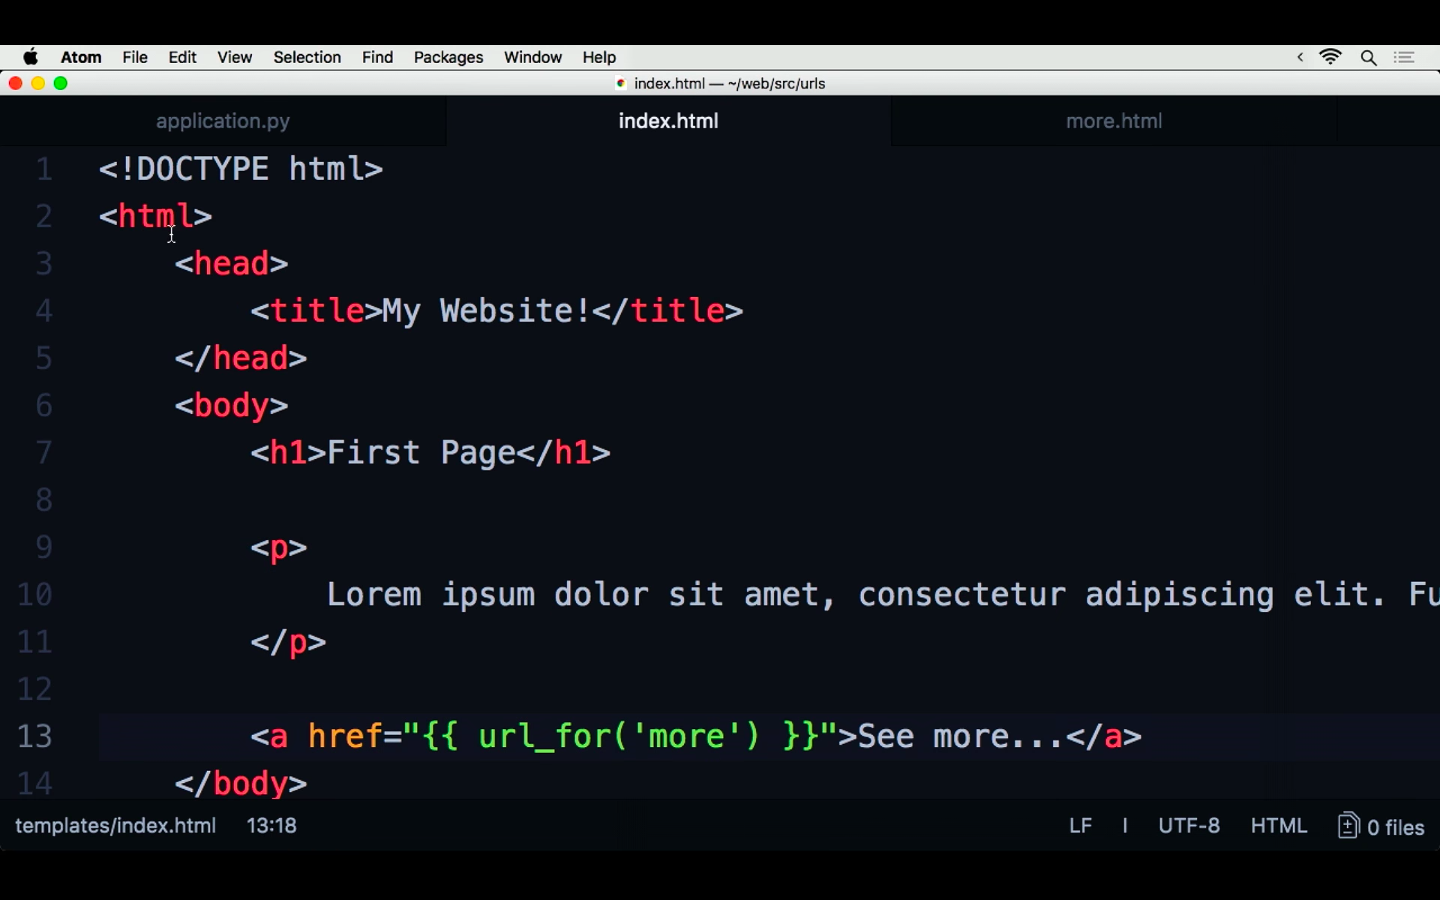 Atom File Edit View Selection Find Packages Window Help
index.html — ~/web/src/urls
application.py index.html more.html
1 <!DOCTYPE html>
2 <html>
3 <head>
4 <title>My Website!</title>
5 </head>
6 <body>
7 <h1>First Page</h1>
8
9 <p>
10 Lorem ipsum dolor sit amet, consectetur adipiscing elit. Fu
11 </p>
12
13 <a href="{{ url_for('more') }}">See more...</a>
14 </body>
templates/index.html 13:18 LF | UTF-8 HTML 0 files